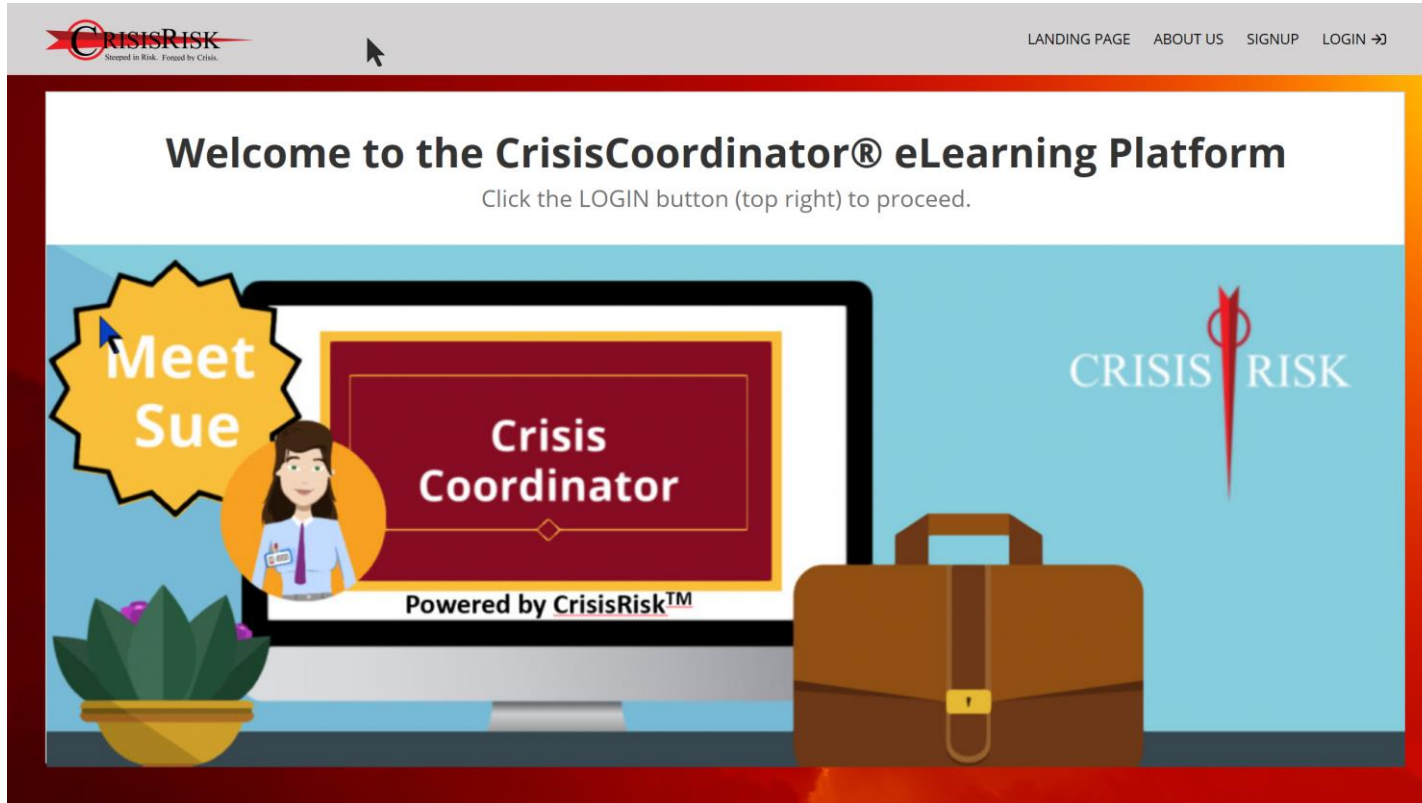 CRISISRISK
Steeped in Risk. Forged by Crisis.
LANDING PAGE ABOUT US SIGNUP LOGIN
Welcome to the CrisisCoordinator® eLearning Platform
Click the LOGIN button (top right) to proceed.
Meet
Sue
Crisis
Coordinator
Powered by CrisisRisk™
CRISIS RISK